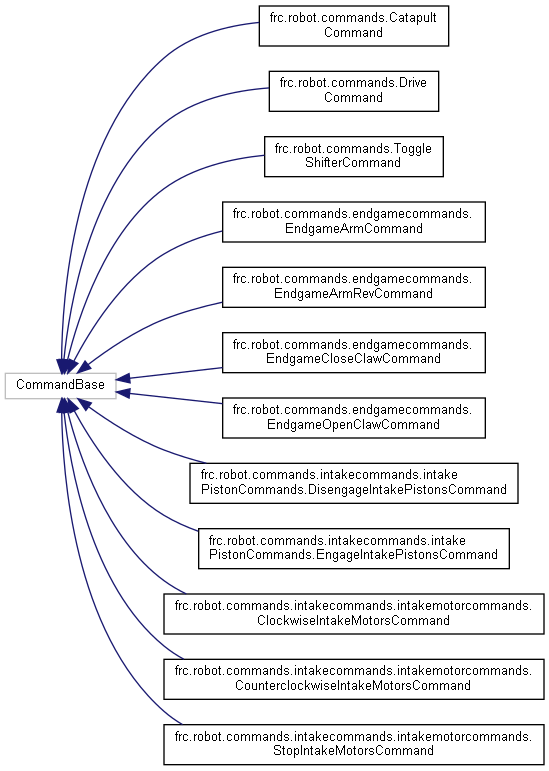 frc.robot.commands.Catapult
Command
frc.robot.commands.Drive
Command
frc.robot.commands.Toggle
ShifterCommand
frc.robot.commands.endgamecommands.
EndgameArmCommand
frc.robot.commands.endgamecommands.
EndgameArmRevCommand
frc.robot.commands.endgamecommands.
EndgameCloseClawCommand
CommandBase
frc.robot.commands.endgamecommands.
EndgameOpenClawCommand
frc.robot.commands.intakecommands.intake
PistonCommands.DisengageIntakePistonsCommand
frc.robot.commands.intakecommands.intake
PistonCommands.EngageIntakePistonsCommand
frc.robot.commands.intakecommands.intakemotorcommands.
ClockwiseIntakeMotorsCommand
frc.robot.commands.intakecommands.intakemotorcommands.
CounterclockwiseIntakeMotorsCommand
frc.robot.commands.intakecommands.intakemotorcommands.
StopIntakeMotorsCommand